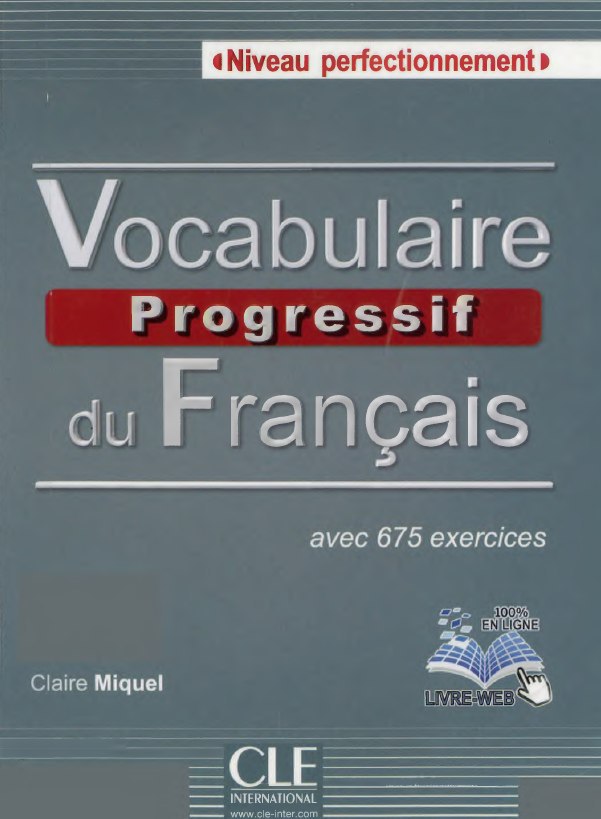 Niveau perfectionnement
Vocabulaire
Progressif
du Français
avec 675 exercices
100%
EN LIGNE
LIVRE-WEB
Claire Miquel
CLE
INTERNATIONAL
www.cle-inter.com